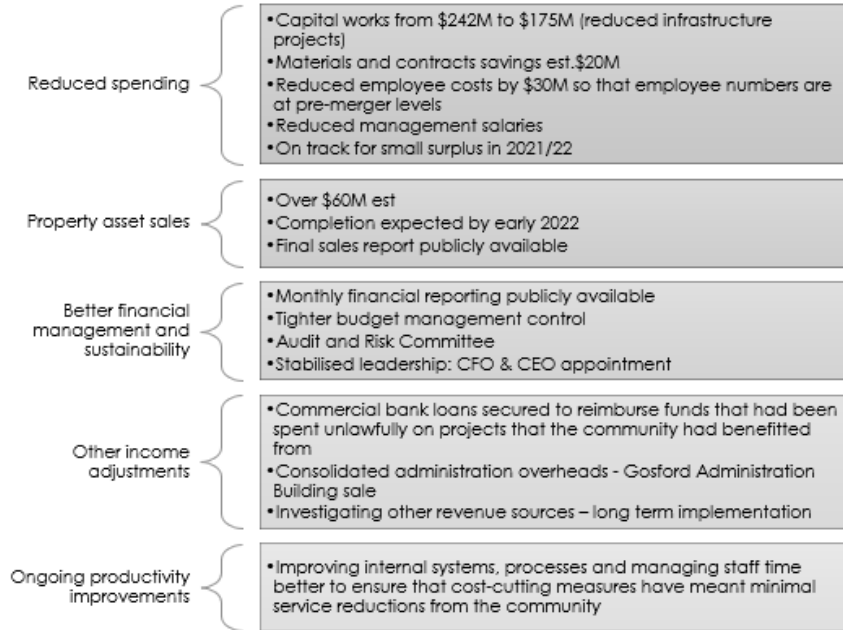 Reduced spending
•Capital works from $242M to $175M (reduced infrastructure
projects)
•Materials and contracts savings est.$20M
•Reduced employee costs by $30M so that employee numbers are
at pre-merger levels
•Reduced management salaries
•On track for small surplus in 2021/22
Property asset sales
•Over $60M est
•Completion expected by early 2022
•Final sales report publicly available
Better financial
management and
sustainability
•Monthly financial reporting publicly available
•Tighter budget management control
•Audit and Risk Committee
•Stabilised leadership: CFO & CEO appointment
Other income
adjustments
•Commercial bank loans secured to reimburse funds that had been
spent unlawfully on projects that the community had benefitted
from
•Consolidated administration overheads - Gosford Administration
Building sale
•Investigating other revenue sources – long term implementation
Ongoing productivity
improvements
•Improving internal systems, processes and managing staff time
better to ensure that cost-cutting measures have meant minimal
service reductions from the community